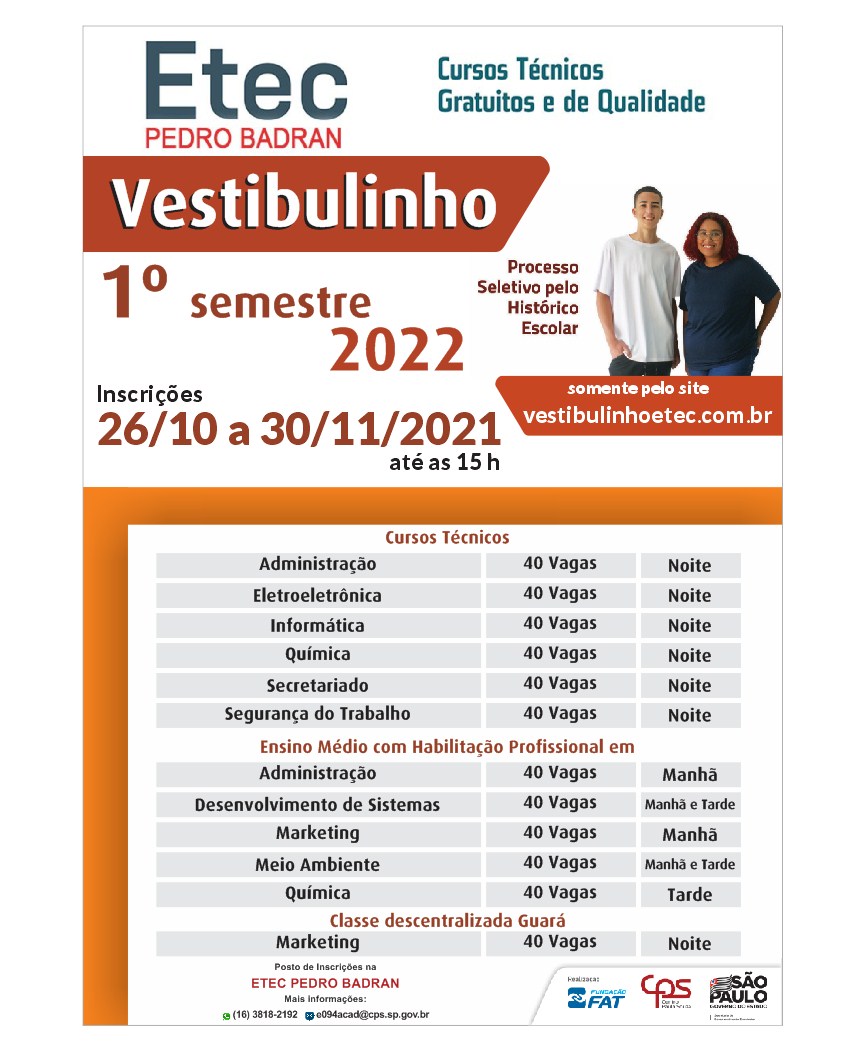 Etec
PEDRO BADRAN
Cursos Técnicos
Gratuitos e de Qualidade
Vestibulinho
1º semestre
2022
Processo
Seletivo pelo
Histórico
Escolar
Inscrições
26/10 a 30/11/2021
até as 15 h
somente pelo site
vestibulinhoetec.com.br
Cursos Técnicos
Administração 40 Vagas Noite
Eletroeletrônica 40 Vagas Noite
Informática 40 Vagas Noite
Química 40 Vagas Noite
Secretariado 40 Vagas Noite
Segurança do Trabalho 40 Vagas Noite
Ensino Médio com Habilitação Profissional em
Administração 40 Vagas Manhã
Desenvolvimento de Sistemas 40 Vagas Manhã e Tarde
Marketing 40 Vagas Manhã
Meio Ambiente 40 Vagas Manhã e Tarde
Química 40 Vagas Tarde
Classe descentralizada Guará
Marketing 40 Vagas Noite
Posto de Inscrições na
ETEC PEDRO BADRAN
Mais informações:
(16) 3818-2192 e094acad@cps.sp.gov.br
FUNDAÇÃO
FAT
CPS
SÃO
PAULO
GOVERNO DO ESTADO